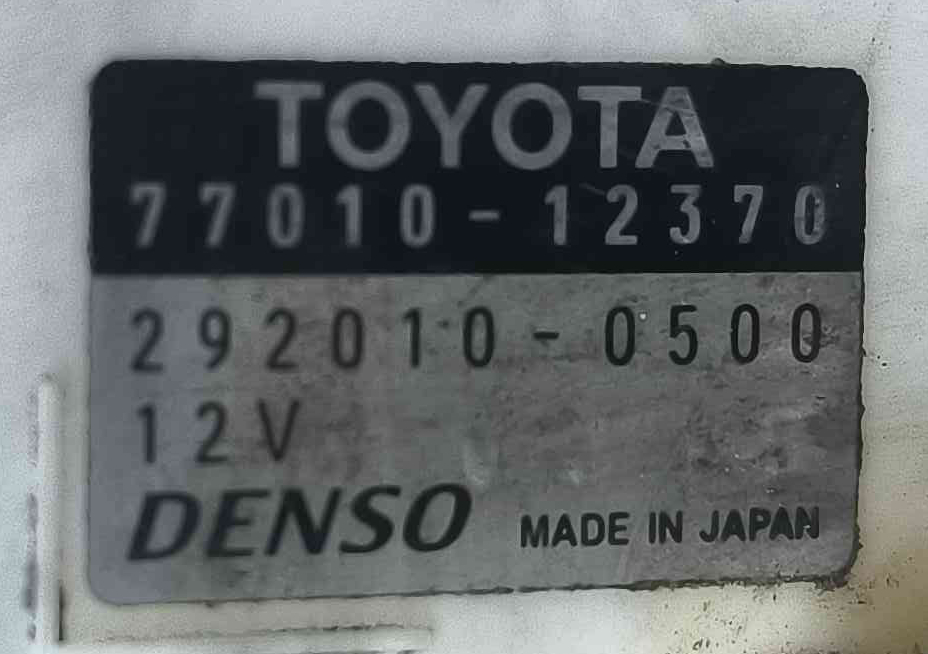 TOYOTA
77010-12370
292010-0500
12V
DENSO MADE IN JAPAN